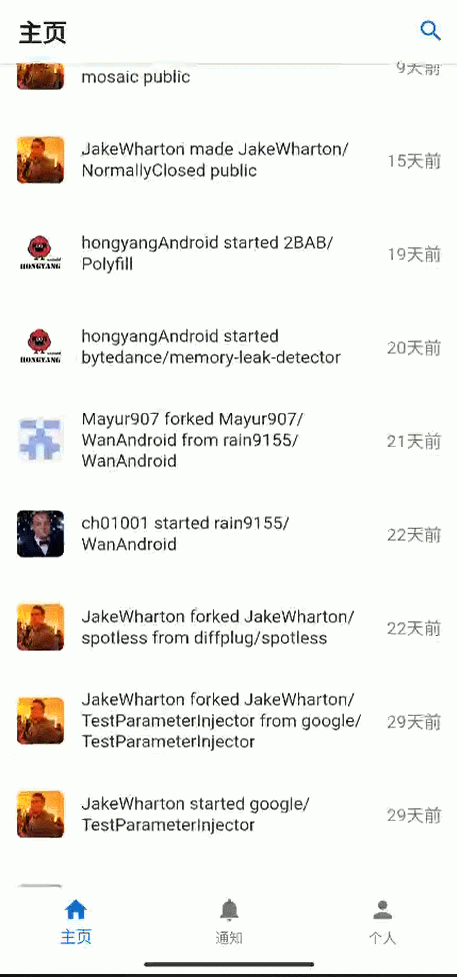 主页
9天前
mosaic public
JakeWharton made JakeWharton/
NormallyClosed public
15天前
hongyangAndroid started 2BAB/
Polyfill
19天前
HONGYANG
hongyangAndroid started
bytedance/memory-leak-detector
20天前
HONGYANG
Mayur907 forked Mayur907/
WanAndroid from rain9155/
WanAndroid
21天前
ch01001 started rain9155/
WanAndroid
22天前
JakeWharton forked JakeWharton/
spotless from diffplug/spotless
22天前
JakeWharton forked JakeWharton/
TestParameterInjector from google/
TestParameterInjector
29天前
JakeWharton started google/
TestParameterInjector
29天前
主页
通知
个人